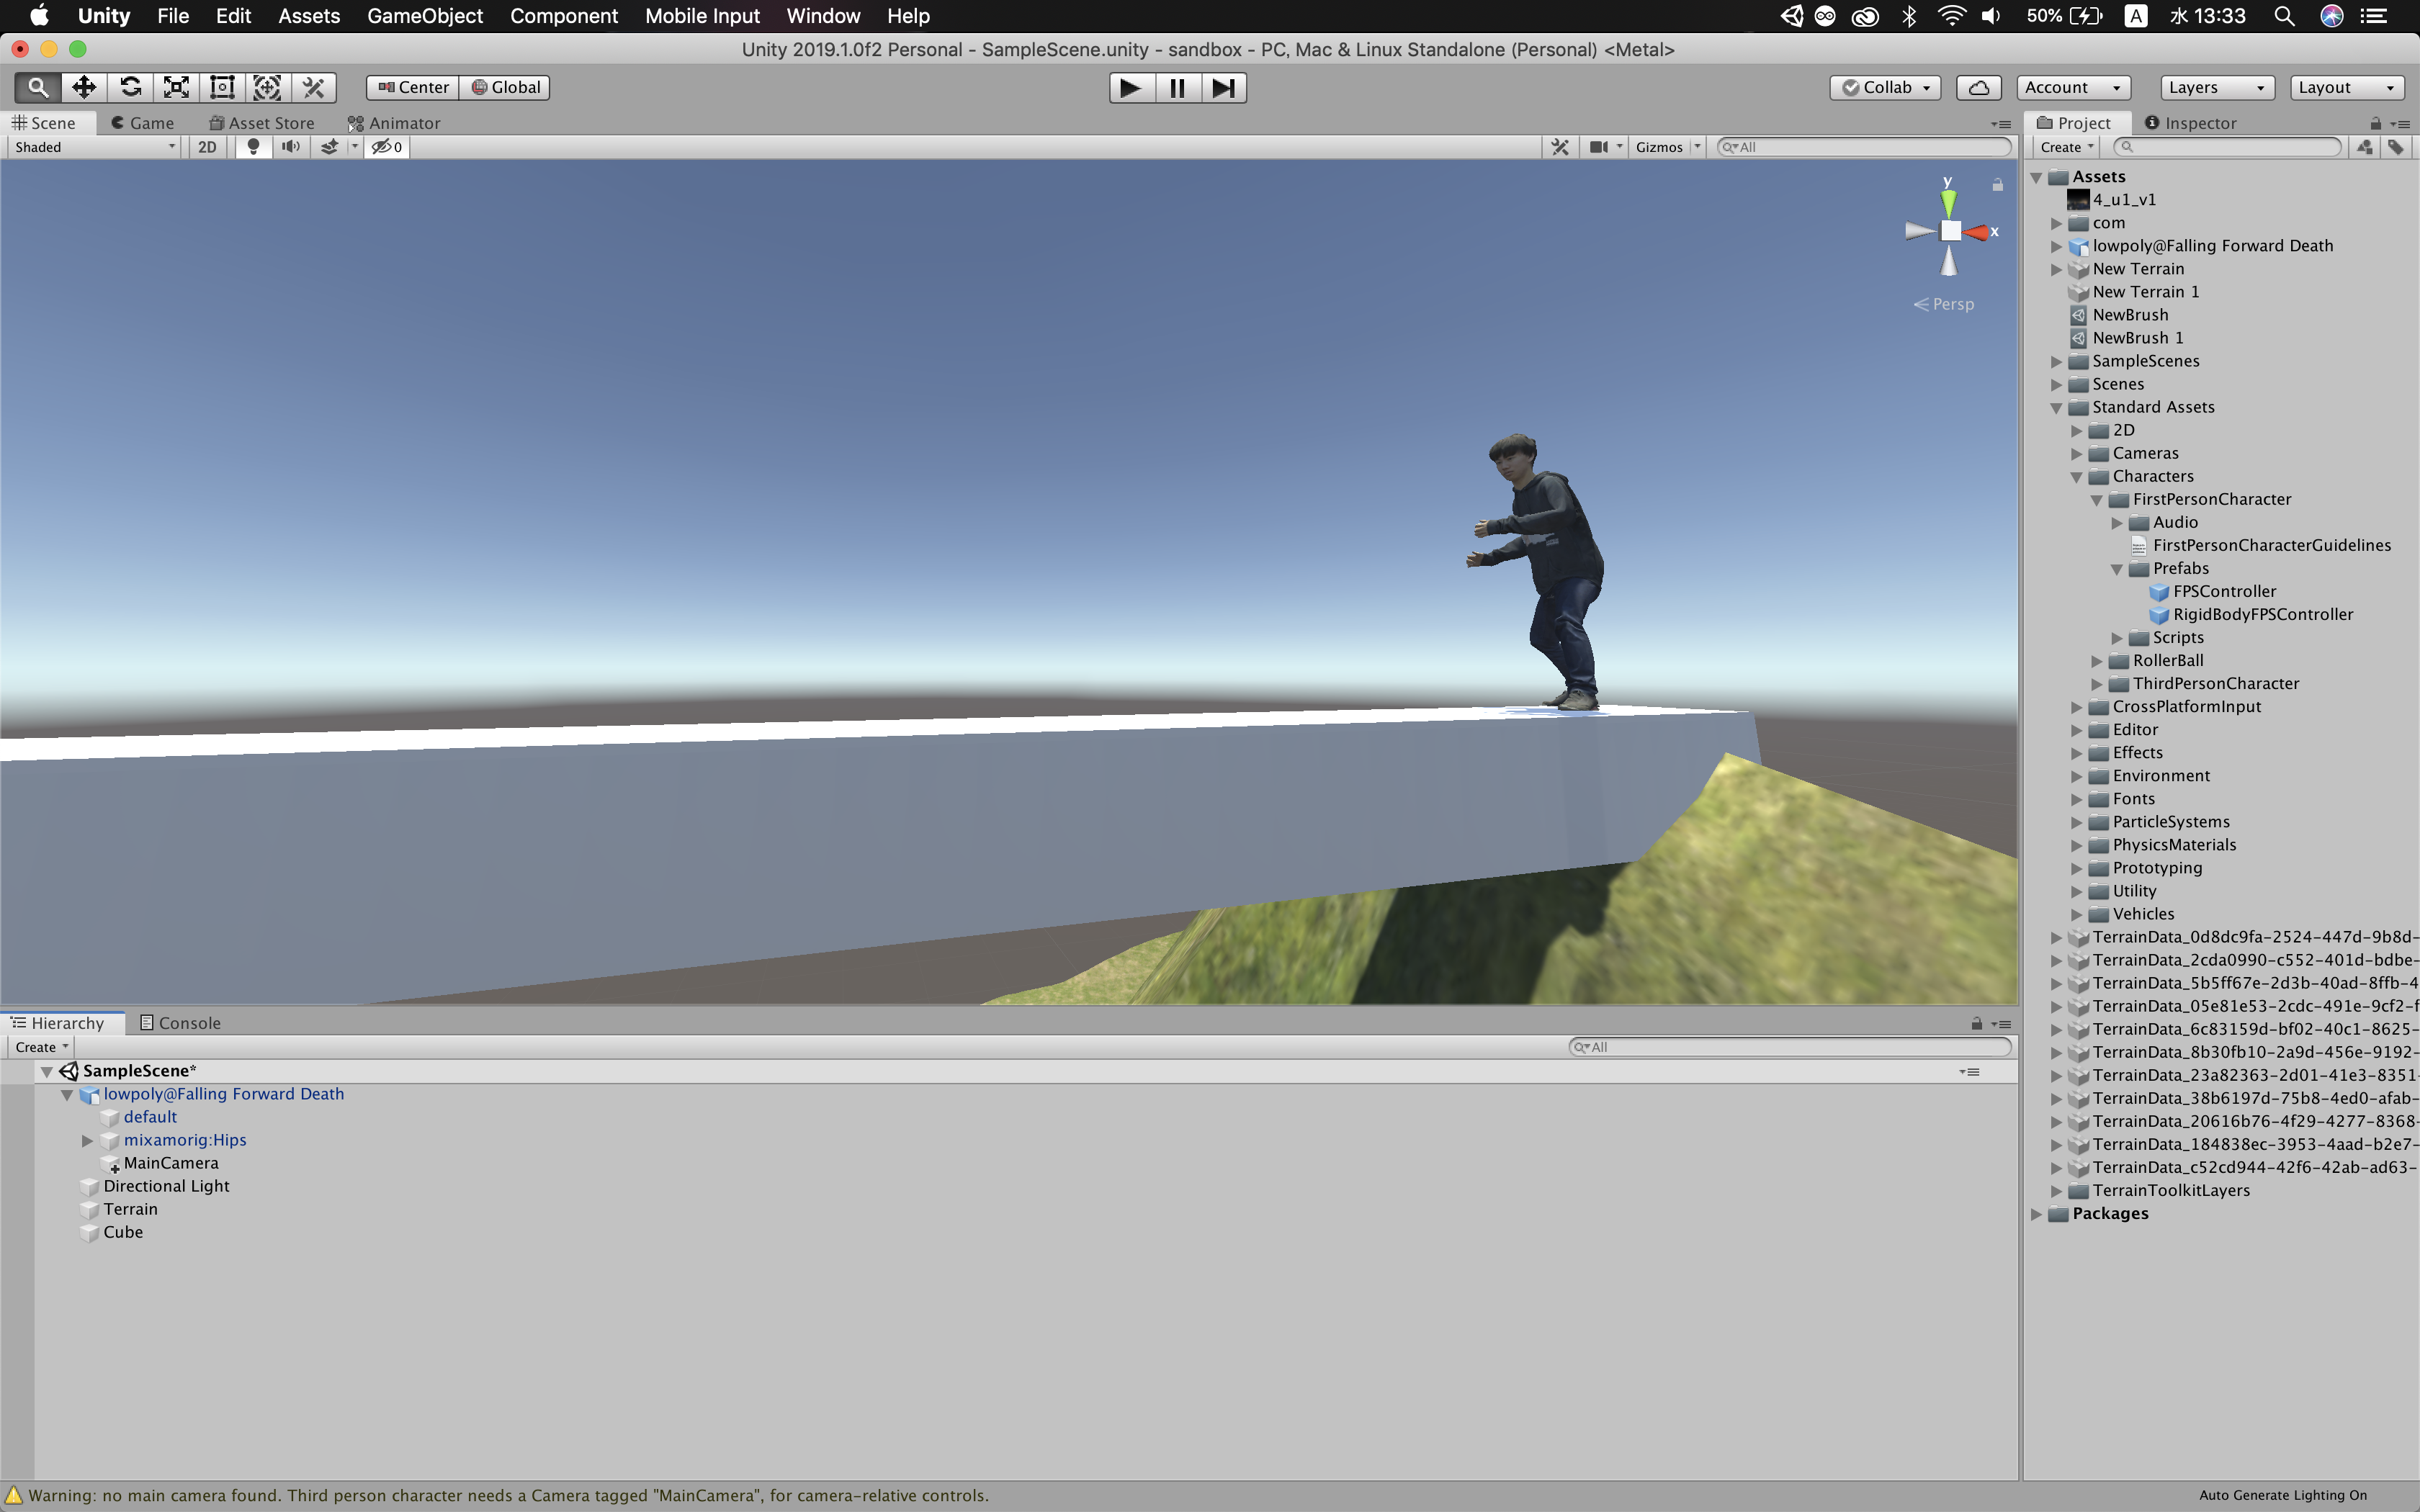 Unity File Edit Assets GameObject Component Mobile Input Window Help 50% A 水 13:33
Unity 2019.1.0f2 Personal - SampleScene.unity - sandbox - PC, Mac & Linux Standalone (Personal) <Metal>
Center Global Collab Account Layers Layout
Scene Game Asset Store Animator
Shaded 2D 0 Gizmos All
y
x
Persp
Project Inspector
Create
Assets
4_u1_v1
com
lowpoly@Falling Forward Death
New Terrain
New Terrain 1
NewBrush
NewBrush 1
SampleScenes
Scenes
Standard Assets
2D
Cameras
Characters
FirstPersonCharacter
Audio
FirstPersonCharacterGuidelines
Prefabs
FPSController
RigidBodyFPSController
Scripts
RollerBall
ThirdPersonCharacter
CrossPlatformInput
Editor
Effects
Environment
Fonts
ParticleSystems
PhysicsMaterials
Prototyping
Utility
Vehicles
TerrainData_0d8dc9fa-2524-447d-9b8d-
TerrainData_2cda0990-c552-401d-bdbe-
TerrainData_5b5ff67e-2d3b-40ad-8ffb-4
TerrainData_05e81e53-2cdc-491e-9cf2-f
TerrainData_6c83159d-bf02-40c1-8625-
TerrainData_8b30fb10-2a9d-456e-9192-
TerrainData_23a82363-2d01-41e3-8351-
TerrainData_38b6197d-75b8-4ed0-afab-
TerrainData_20616b76-4f29-4277-8368-
TerrainData_184838ec-3953-4aad-b2e7-
TerrainData_c52cd944-42f6-42ab-ad63-
TerrainToolkitLayers
Packages
Hierarchy Console
Create All
SampleScene*
lowpoly@Falling Forward Death
default
mixamorig:Hips
MainCamera
Directional Light
Terrain
Cube
Warning: no main camera found. Third person character needs a Camera tagged "MainCamera", for camera-relative controls.
Auto Generate Lighting On